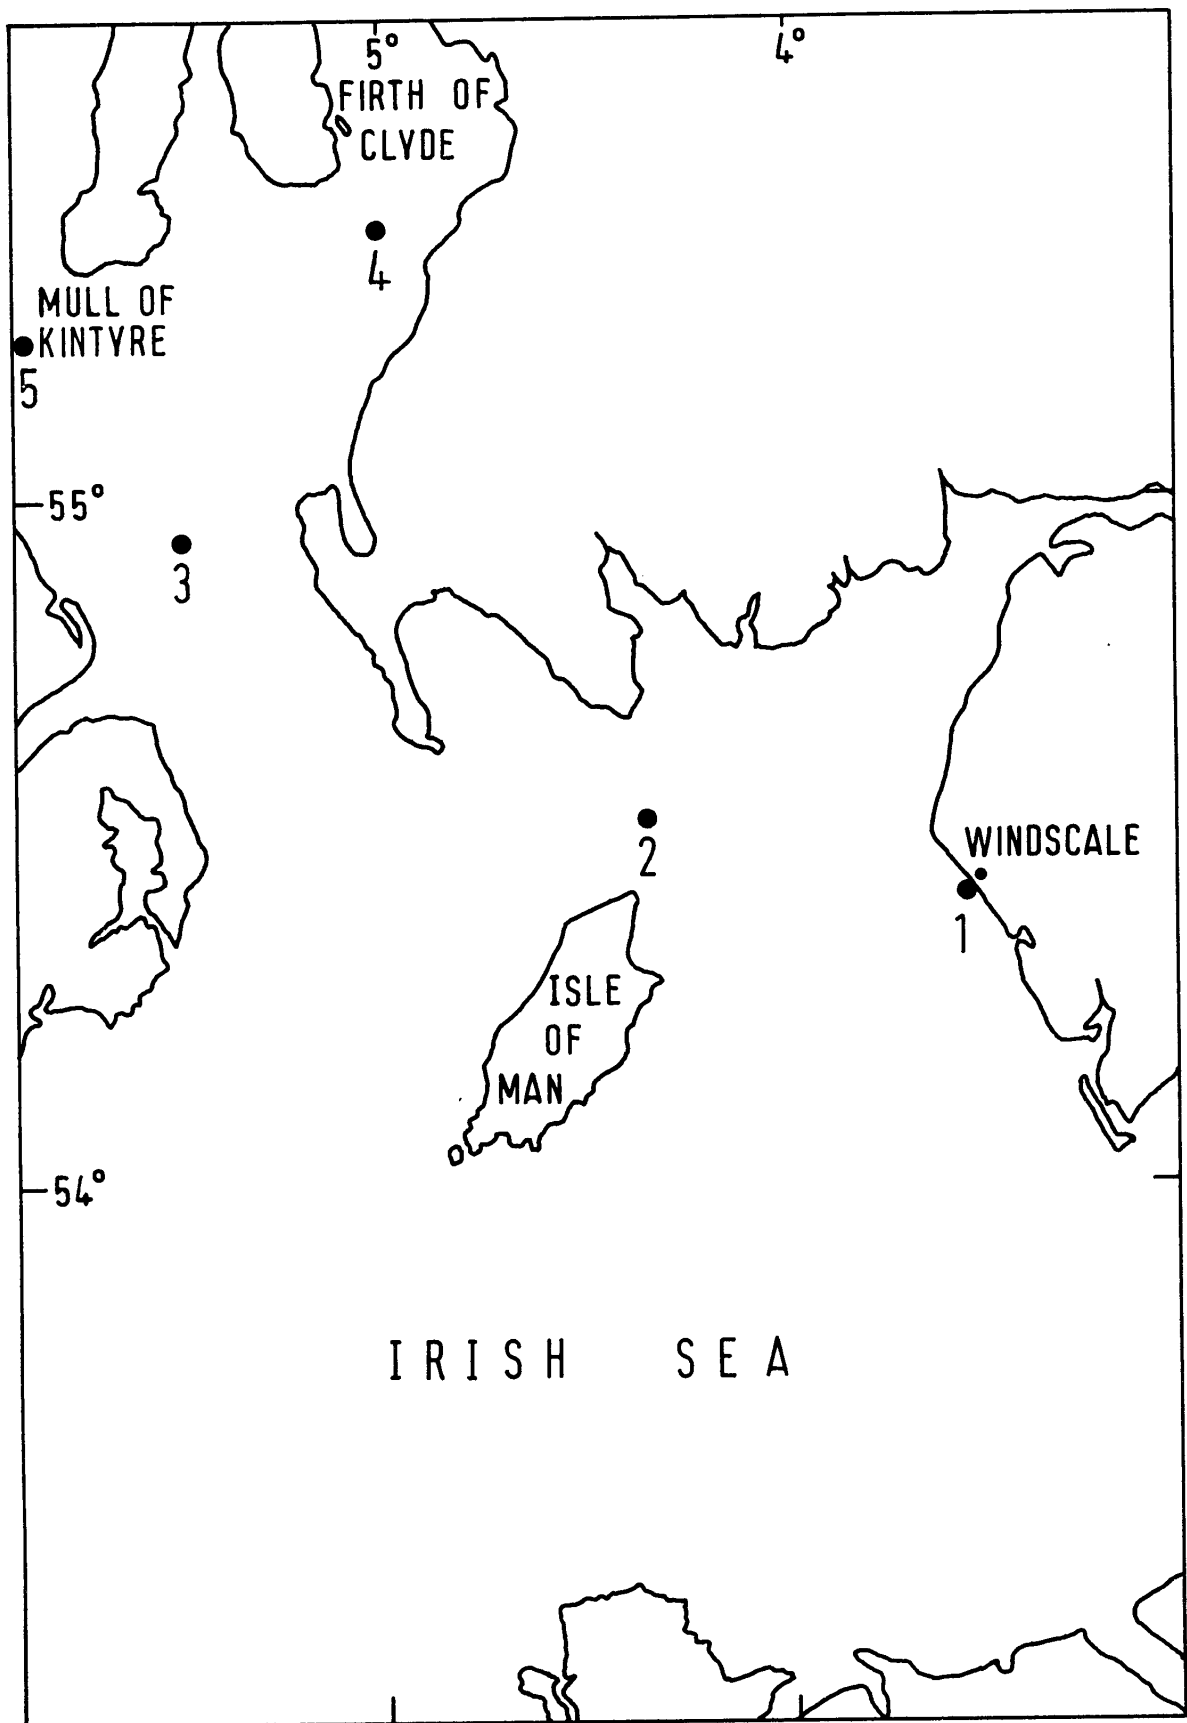 5°
4°
FIRTH OF
CLYDE
4
MULL OF
KINTYRE
5
55°
3
WINDSCALE
2
1
ISLE
OF
MAN
54°
IRISH SEA